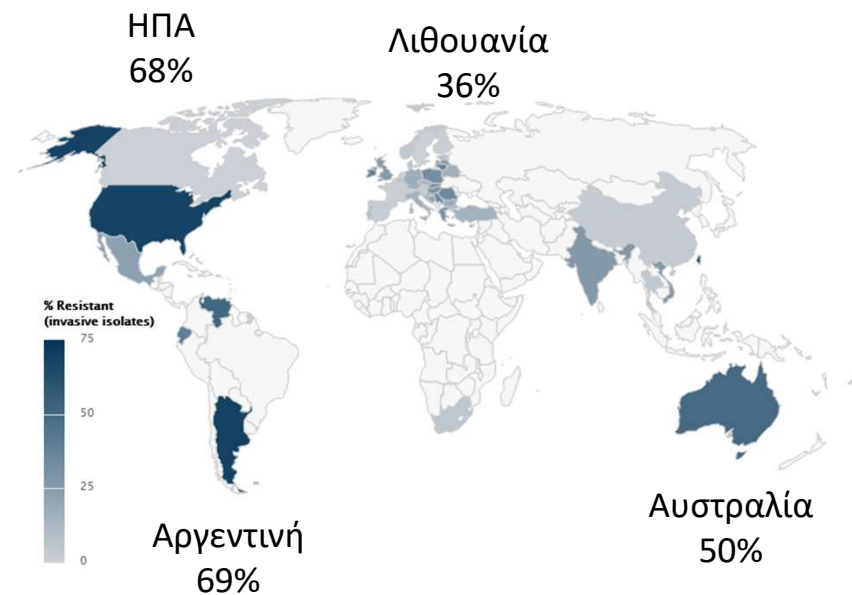 ΗΠΑ
68%
Λιθουανία
36%
% Resistant
(invasive isolates)
75
50
25
0
Αργεντινή
69%
Αυστραλία
50%